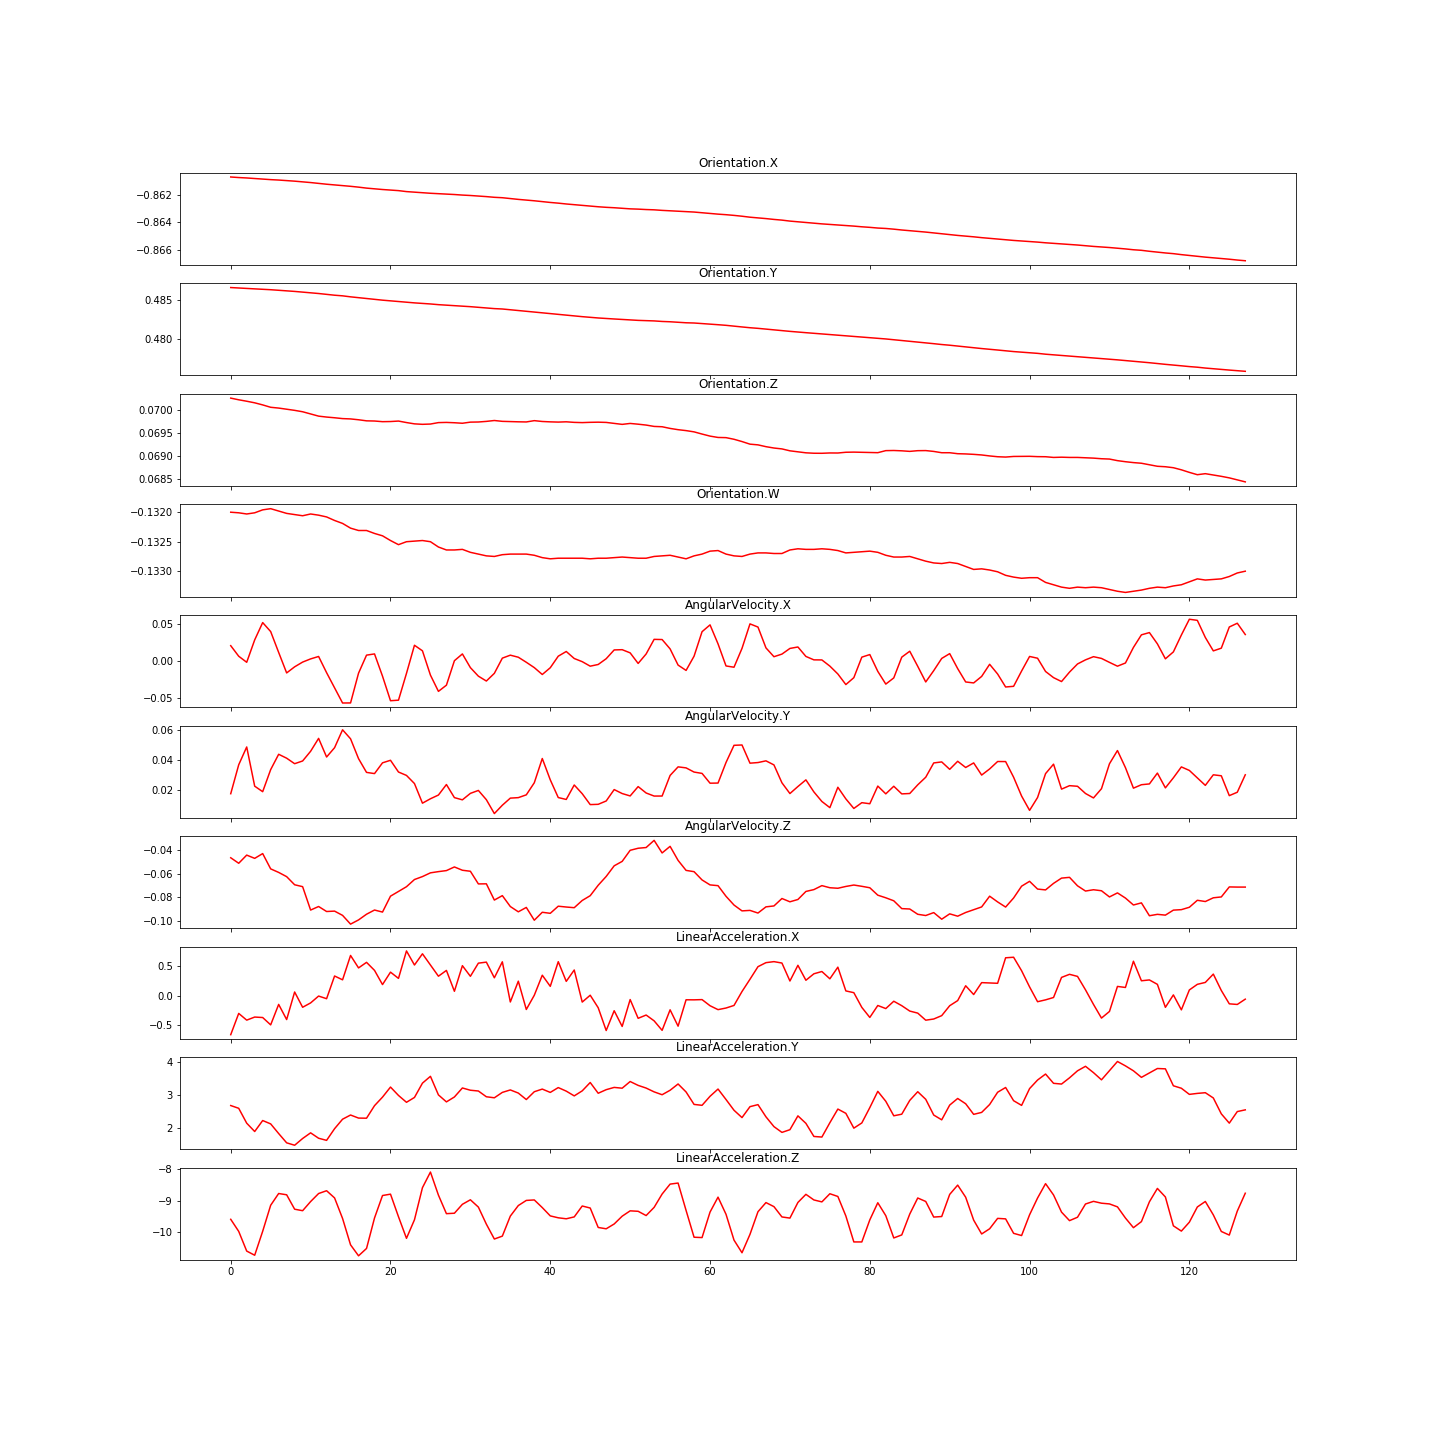 Orientation.X
−0.862
−0.864
−0.866
Orientation.Y
0.485
0.480
Orientation.Z
0.0700
0.0695
0.0690
0.0685
Orientation.W
−0.1320
−0.1325
−0.1330
AngularVelocity.X
0.05
0.00
−0.05
AngularVelocity.Y
0.06
0.04
0.02
AngularVelocity.Z
−0.04
−0.06
−0.08
−0.10
LinearAcceleration.X
0.5
0.0
−0.5
LinearAcceleration.Y
4
3
2
LinearAcceleration.Z
−8
−9
−10
0 20 40 60 80 100 120